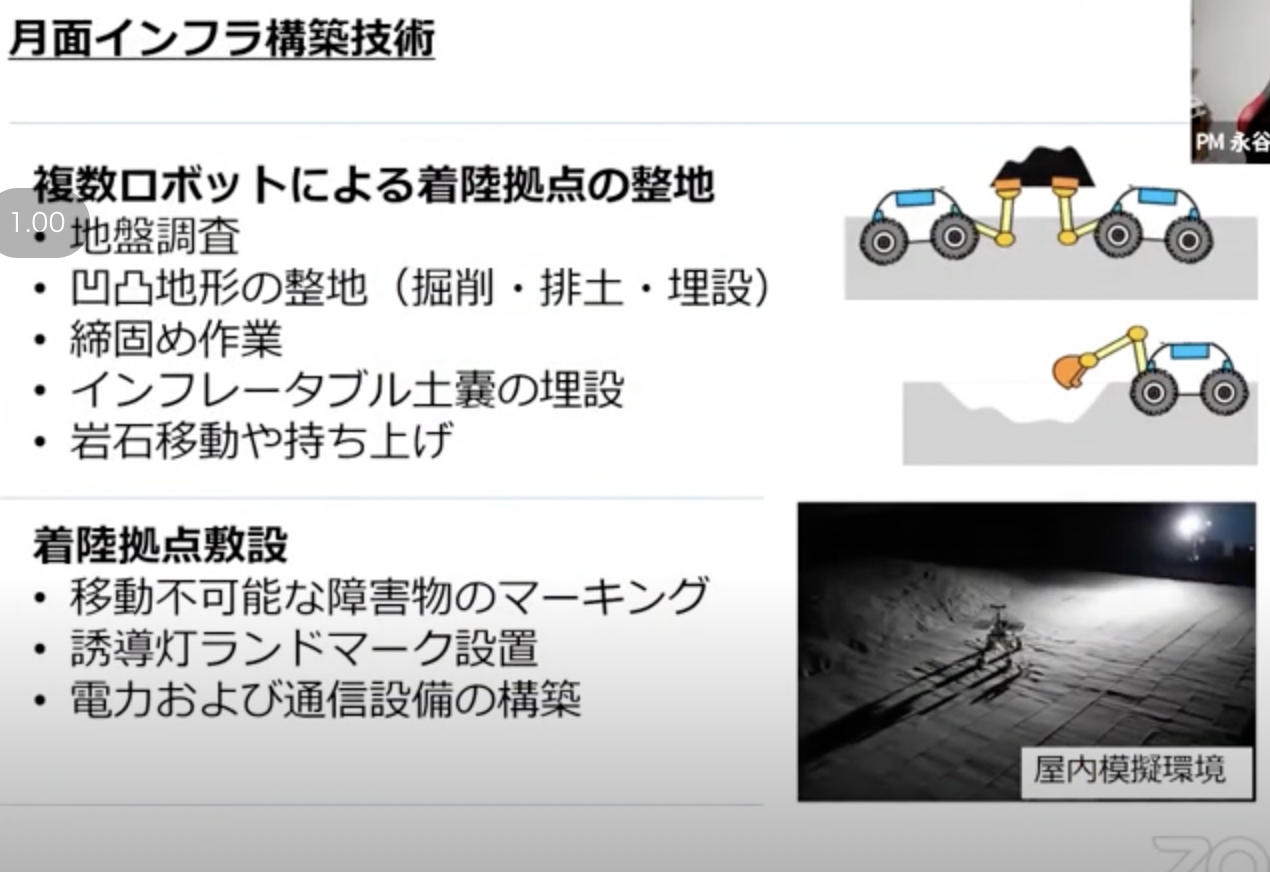 月面インフラ構築技術
PM 永谷
複数ロボットによる着陸拠点の整地
1.00
• 地盤調査
• 凹凸地形の整地（掘削・排土・埋設）
• 締固め作業
• インフレータブル土嚢の埋設
• 岩石移動や持ち上げ
着陸拠点敷設
• 移動不可能な障害物のマーキング
• 誘導灯ランドマーク設置
• 電力および通信設備の構築
屋内模擬環境